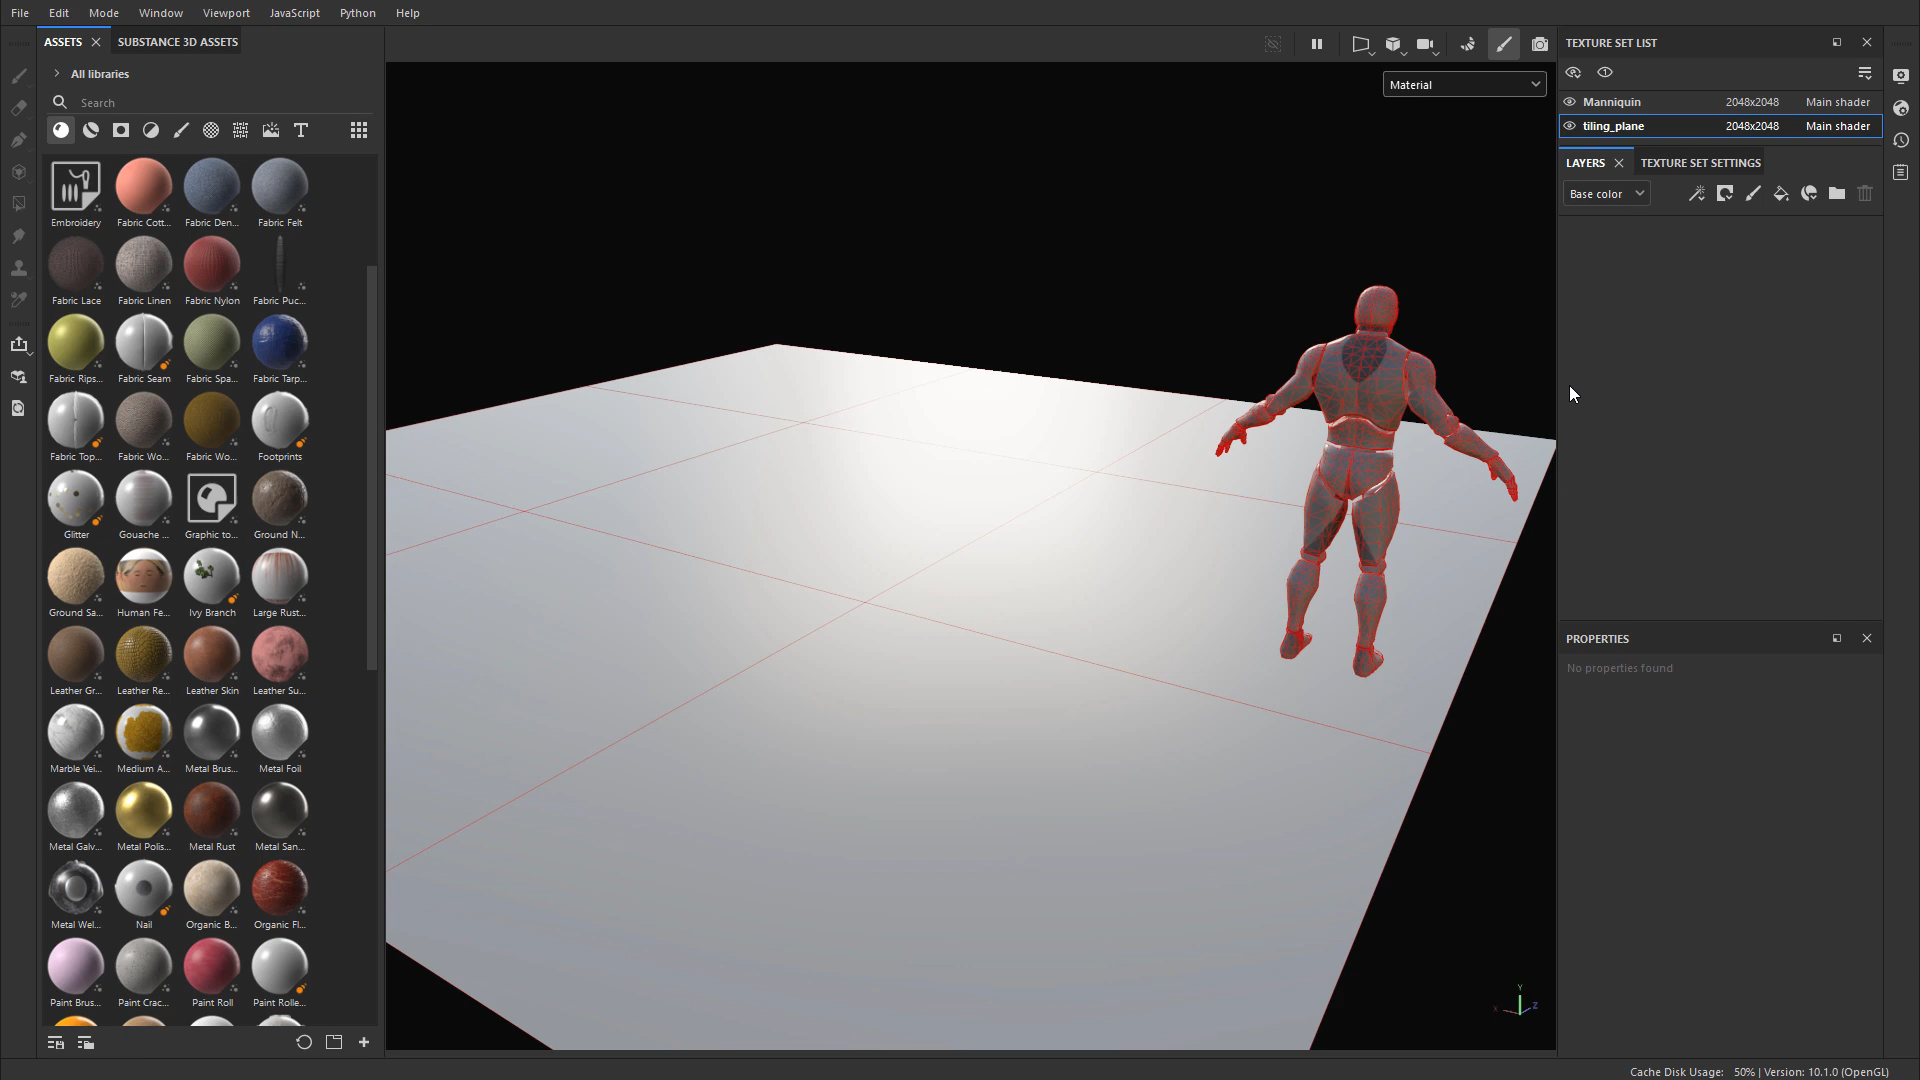 File Edit Mode Window Viewport JavaScript Python Help
ASSETS SUBSTANCE 3D ASSETS
All libraries
Search
Embroidery Fabric Cott... Fabric Den... Fabric Felt
Fabric Lace Fabric Linen Fabric Nylon Fabric Puc...
Fabric Rips... Fabric Seam Fabric Spa... Fabric Tarp...
Fabric Top... Fabric Wo... Fabric Wo... Footprints
Glitter Gouache ... Graphic to... Ground N...
Ground Sa... Human Fe... Ivy Branch Large Rust...
Leather Gr... Leather Re... Leather Skin Leather Su...
Marble Vei... Medium A... Metal Brus... Metal Foil
Metal Galv... Metal Polis... Metal Rust Metal San...
Metal Wel... Nail Organic B... Organic Fl...
Paint Brus... Paint Crac... Paint Roll Paint Rolle...
Material
Y
X Z
TEXTURE SET LIST
Manniquin 2048x2048 Main shader
tiling_plane 2048x2048 Main shader
LAYERS TEXTURE SET SETTINGS
Base color
PROPERTIES
No properties found
Cache Disk Usage: 50% | Version: 10.1.0 (OpenGL)